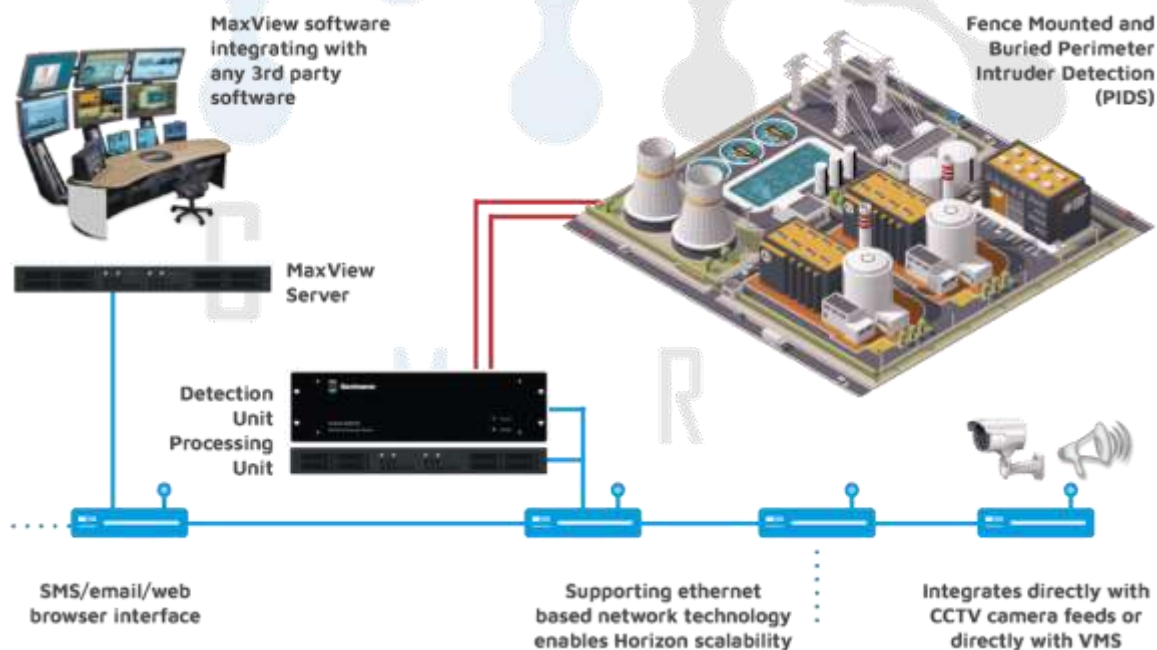 MaxView software
integrating with
any 3rd party
software
Fence Mounted and
Buried Perimeter
Intruder Detection
(PIDS)
MaxView
Server
Detection
Unit
Processing
Unit
SMS/email/web
browser interface
Supporting ethernet
based network technology
enables Horizon scalability
Integrates directly with
CCTV camera feeds or
directly with VMS